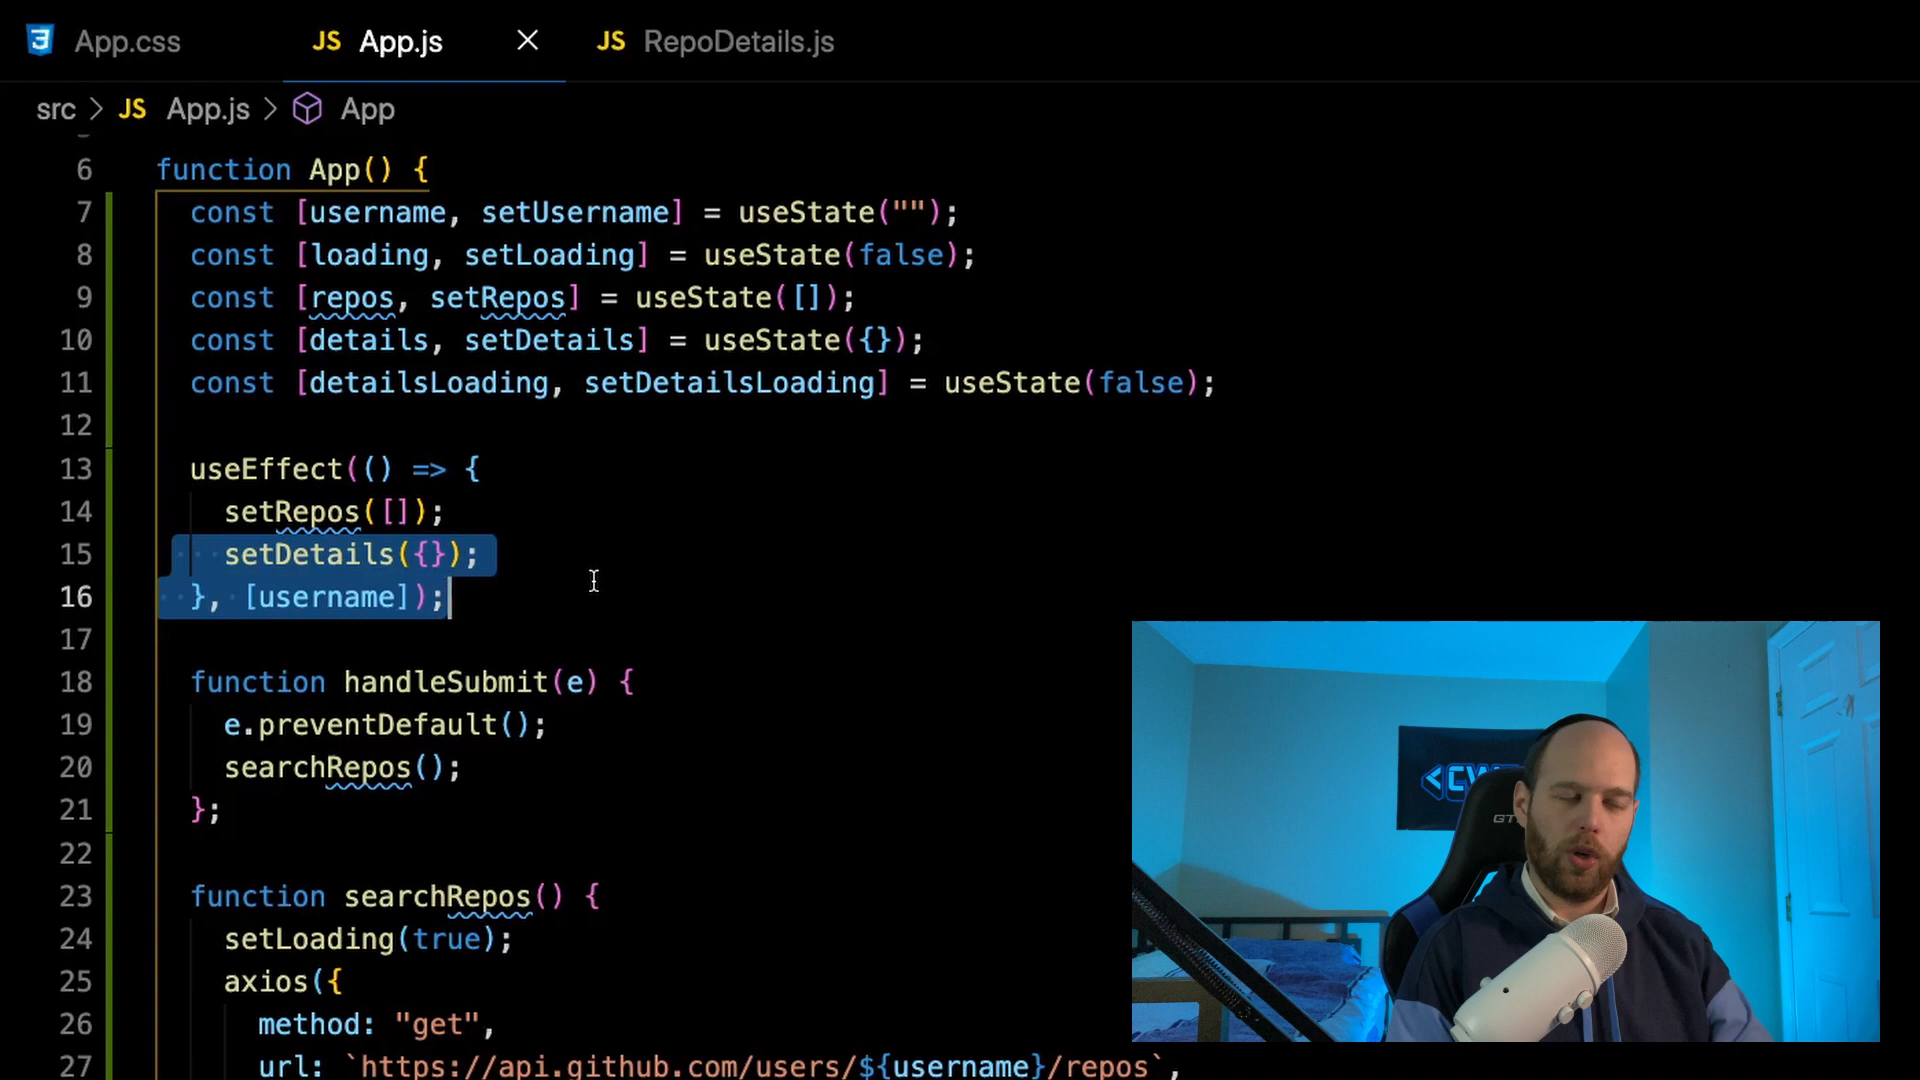 App.css
JS App.js
JS RepoDetails.js
src > JS App.js > App
6 function App() {
7 const [username, setUsername] = useState("");
8 const [loading, setLoading] = useState(false);
9 const [repos, setRepos] = useState([]);
10 const [details, setDetails] = useState({});
11 const [detailsLoading, setDetailsLoading] = useState(false);
12
13 useEffect(() => {
14 setRepos([]);
15 setDetails({});
16 }, [username]);
17
18 function handleSubmit(e) {
19 e.preventDefault();
20 searchRepos();
21 };
22
23 function searchRepos() {
24 setLoading(true);
25 axios({
26 method: "get",
27 url: `https://api.github.com/users/${username}/repos`,